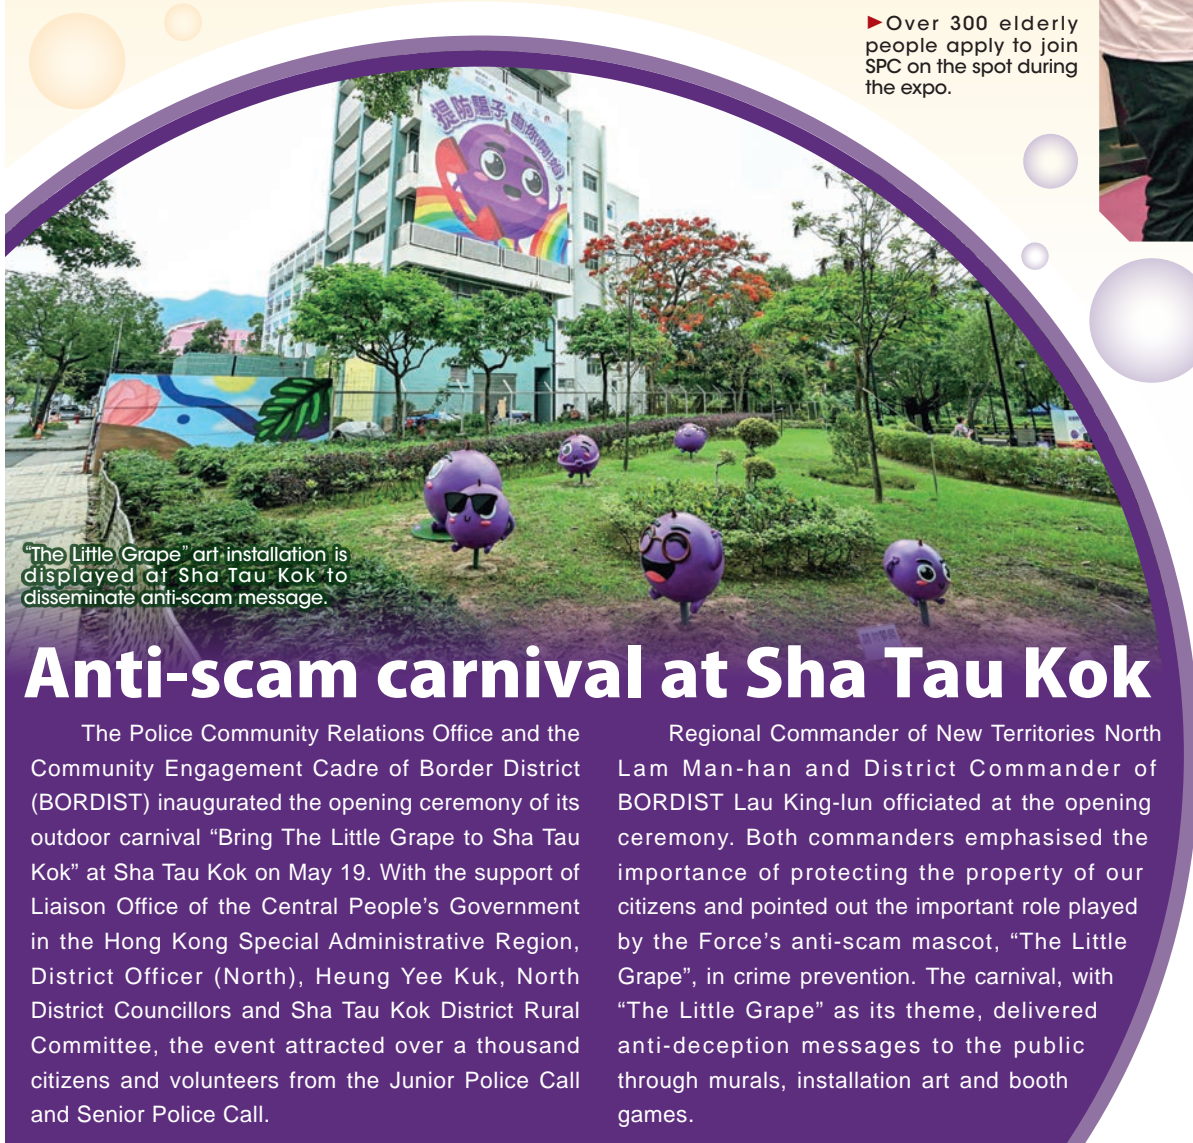 ►Over 300 elderly
people apply to join
SPC on the spot during
the expo.
提防騙子
“The Little Grape” art installation is
displayed at Sha Tau Kok to
disseminate anti-scam message.
Anti-scam carnival at Sha Tau Kok
The Police Community Relations Office and the
Community Engagement Cadre of Border District
(BORDIST) inaugurated the opening ceremony of its
outdoor carnival “Bring The Little Grape to Sha Tau
Kok” at Sha Tau Kok on May 19. With the support of
Liaison Office of the Central People’s Government
in the Hong Kong Special Administrative Region,
District Officer (North), Heung Yee Kuk, North
District Councillors and Sha Tau Kok District Rural
Committee, the event attracted over a thousand
citizens and volunteers from the Junior Police Call
and Senior Police Call.
Regional Commander of New Territories North
Lam Man-han and District Commander of
BORDIST Lau King-lun officiated at the opening
ceremony. Both commanders emphasised the
importance of protecting the property of our
citizens and pointed out the important role played
by the Force’s anti-scam mascot, “The Little
Grape”, in crime prevention. The carnival, with
“The Little Grape” as its theme, delivered
anti-deception messages to the public
through murals, installation art and booth
games.